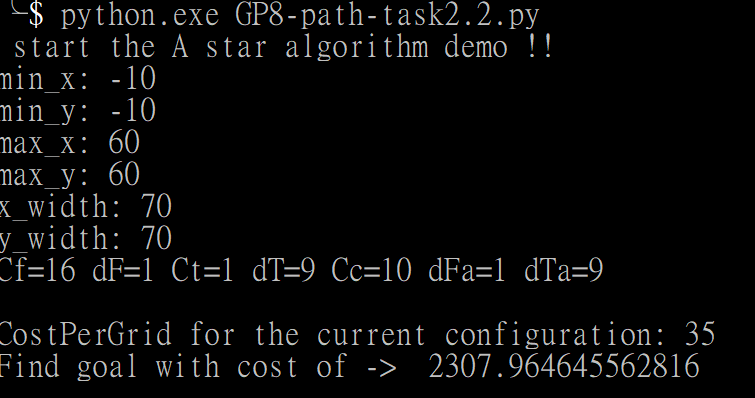 └$ python.exe GP8-path-task2.2.py
start the A star algorithm demo !!
min_x: -10
min_y: -10
max_x: 60
max_y: 60
x_width: 70
y_width: 70
Cf=16 dF=1 Ct=1 dT=9 Cc=10 dFa=1 dTa=9
CostPerGrid for the current configuration: 35
Find goal with cost of -> 2307.964645562816